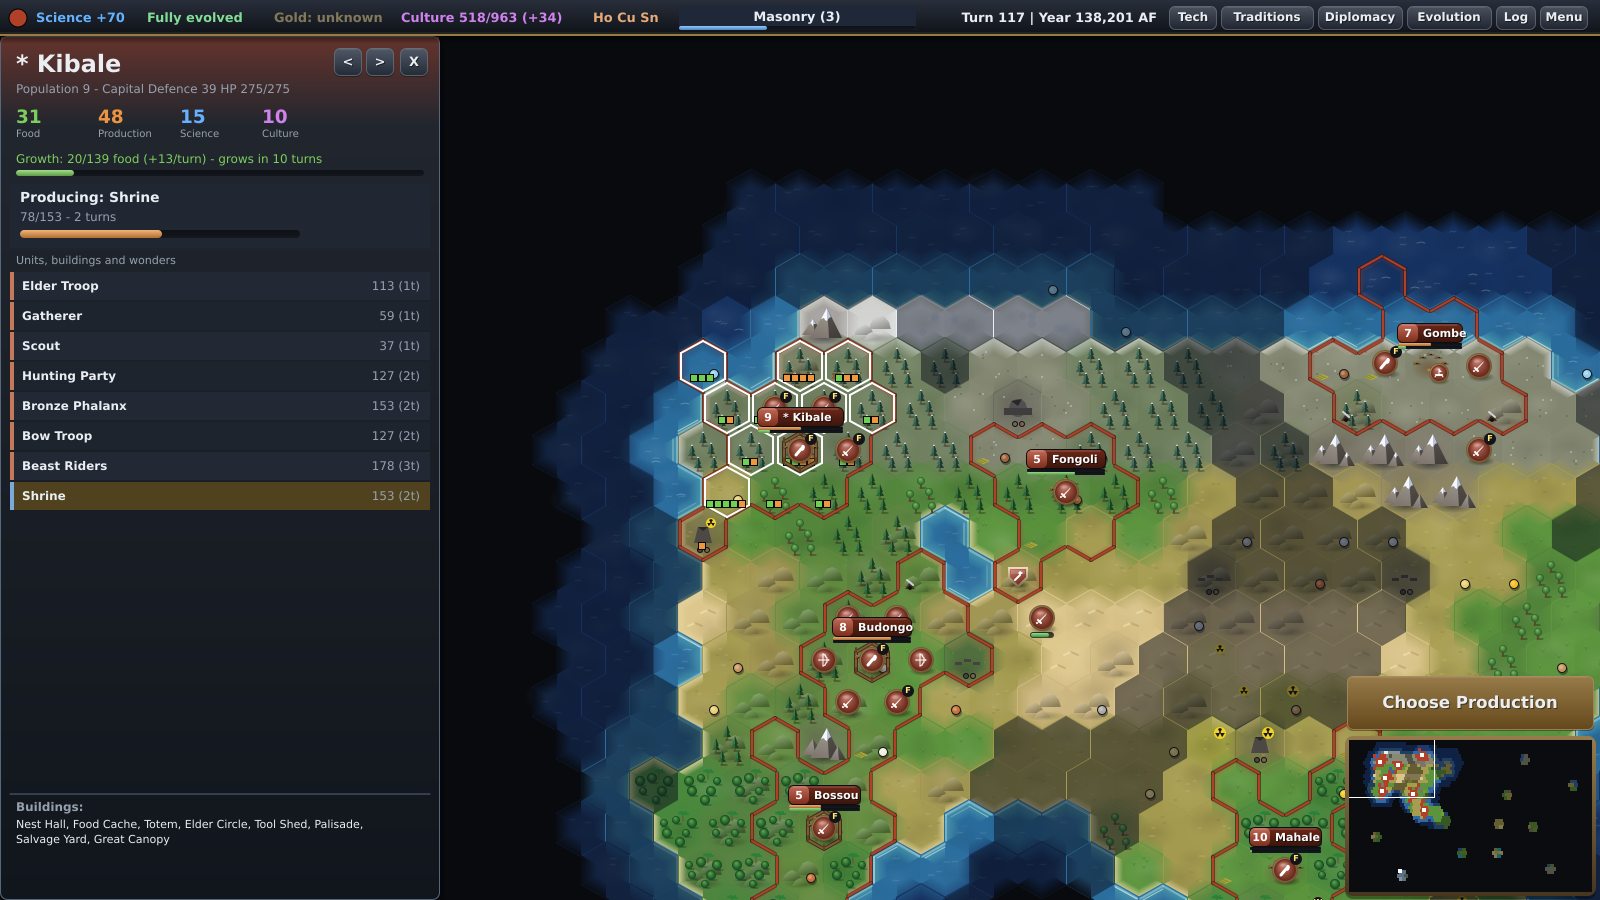 Science +70
Fully evolved
Gold: unknown
Culture 518/963 (+34)
Ho Cu Sn
Masonry (3)
Turn 117 | Year 138,201 AF
Tech
Traditions
Diplomacy
Evolution
Log
Menu
* Kibale
<
>
X
Population 9 - Capital Defence 39 HP 275/275
31
48
15
10
Food
Production
Science
Culture
Growth: 20/139 food (+13/turn) - grows in 10 turns
Producing: Shrine
78/153 - 2 turns
Units, buildings and wonders
Elder Troop 113 (1t)
Gatherer 59 (1t)
Scout 37 (1t)
Hunting Party 127 (2t)
Bronze Phalanx 153 (2t)
Bow Troop 127 (2t)
Beast Riders 178 (3t)
Shrine 153 (2t)
Buildings:
Nest Hall, Food Cache, Totem, Elder Circle, Tool Shed, Palisade,
Salvage Yard, Great Canopy
7 Gombe
F
F
F
9 * Kibale
F
F
F
5 Fongoli
8 Budongo
F
F
5 Bossou
F
10 Mahale
F
Choose Production